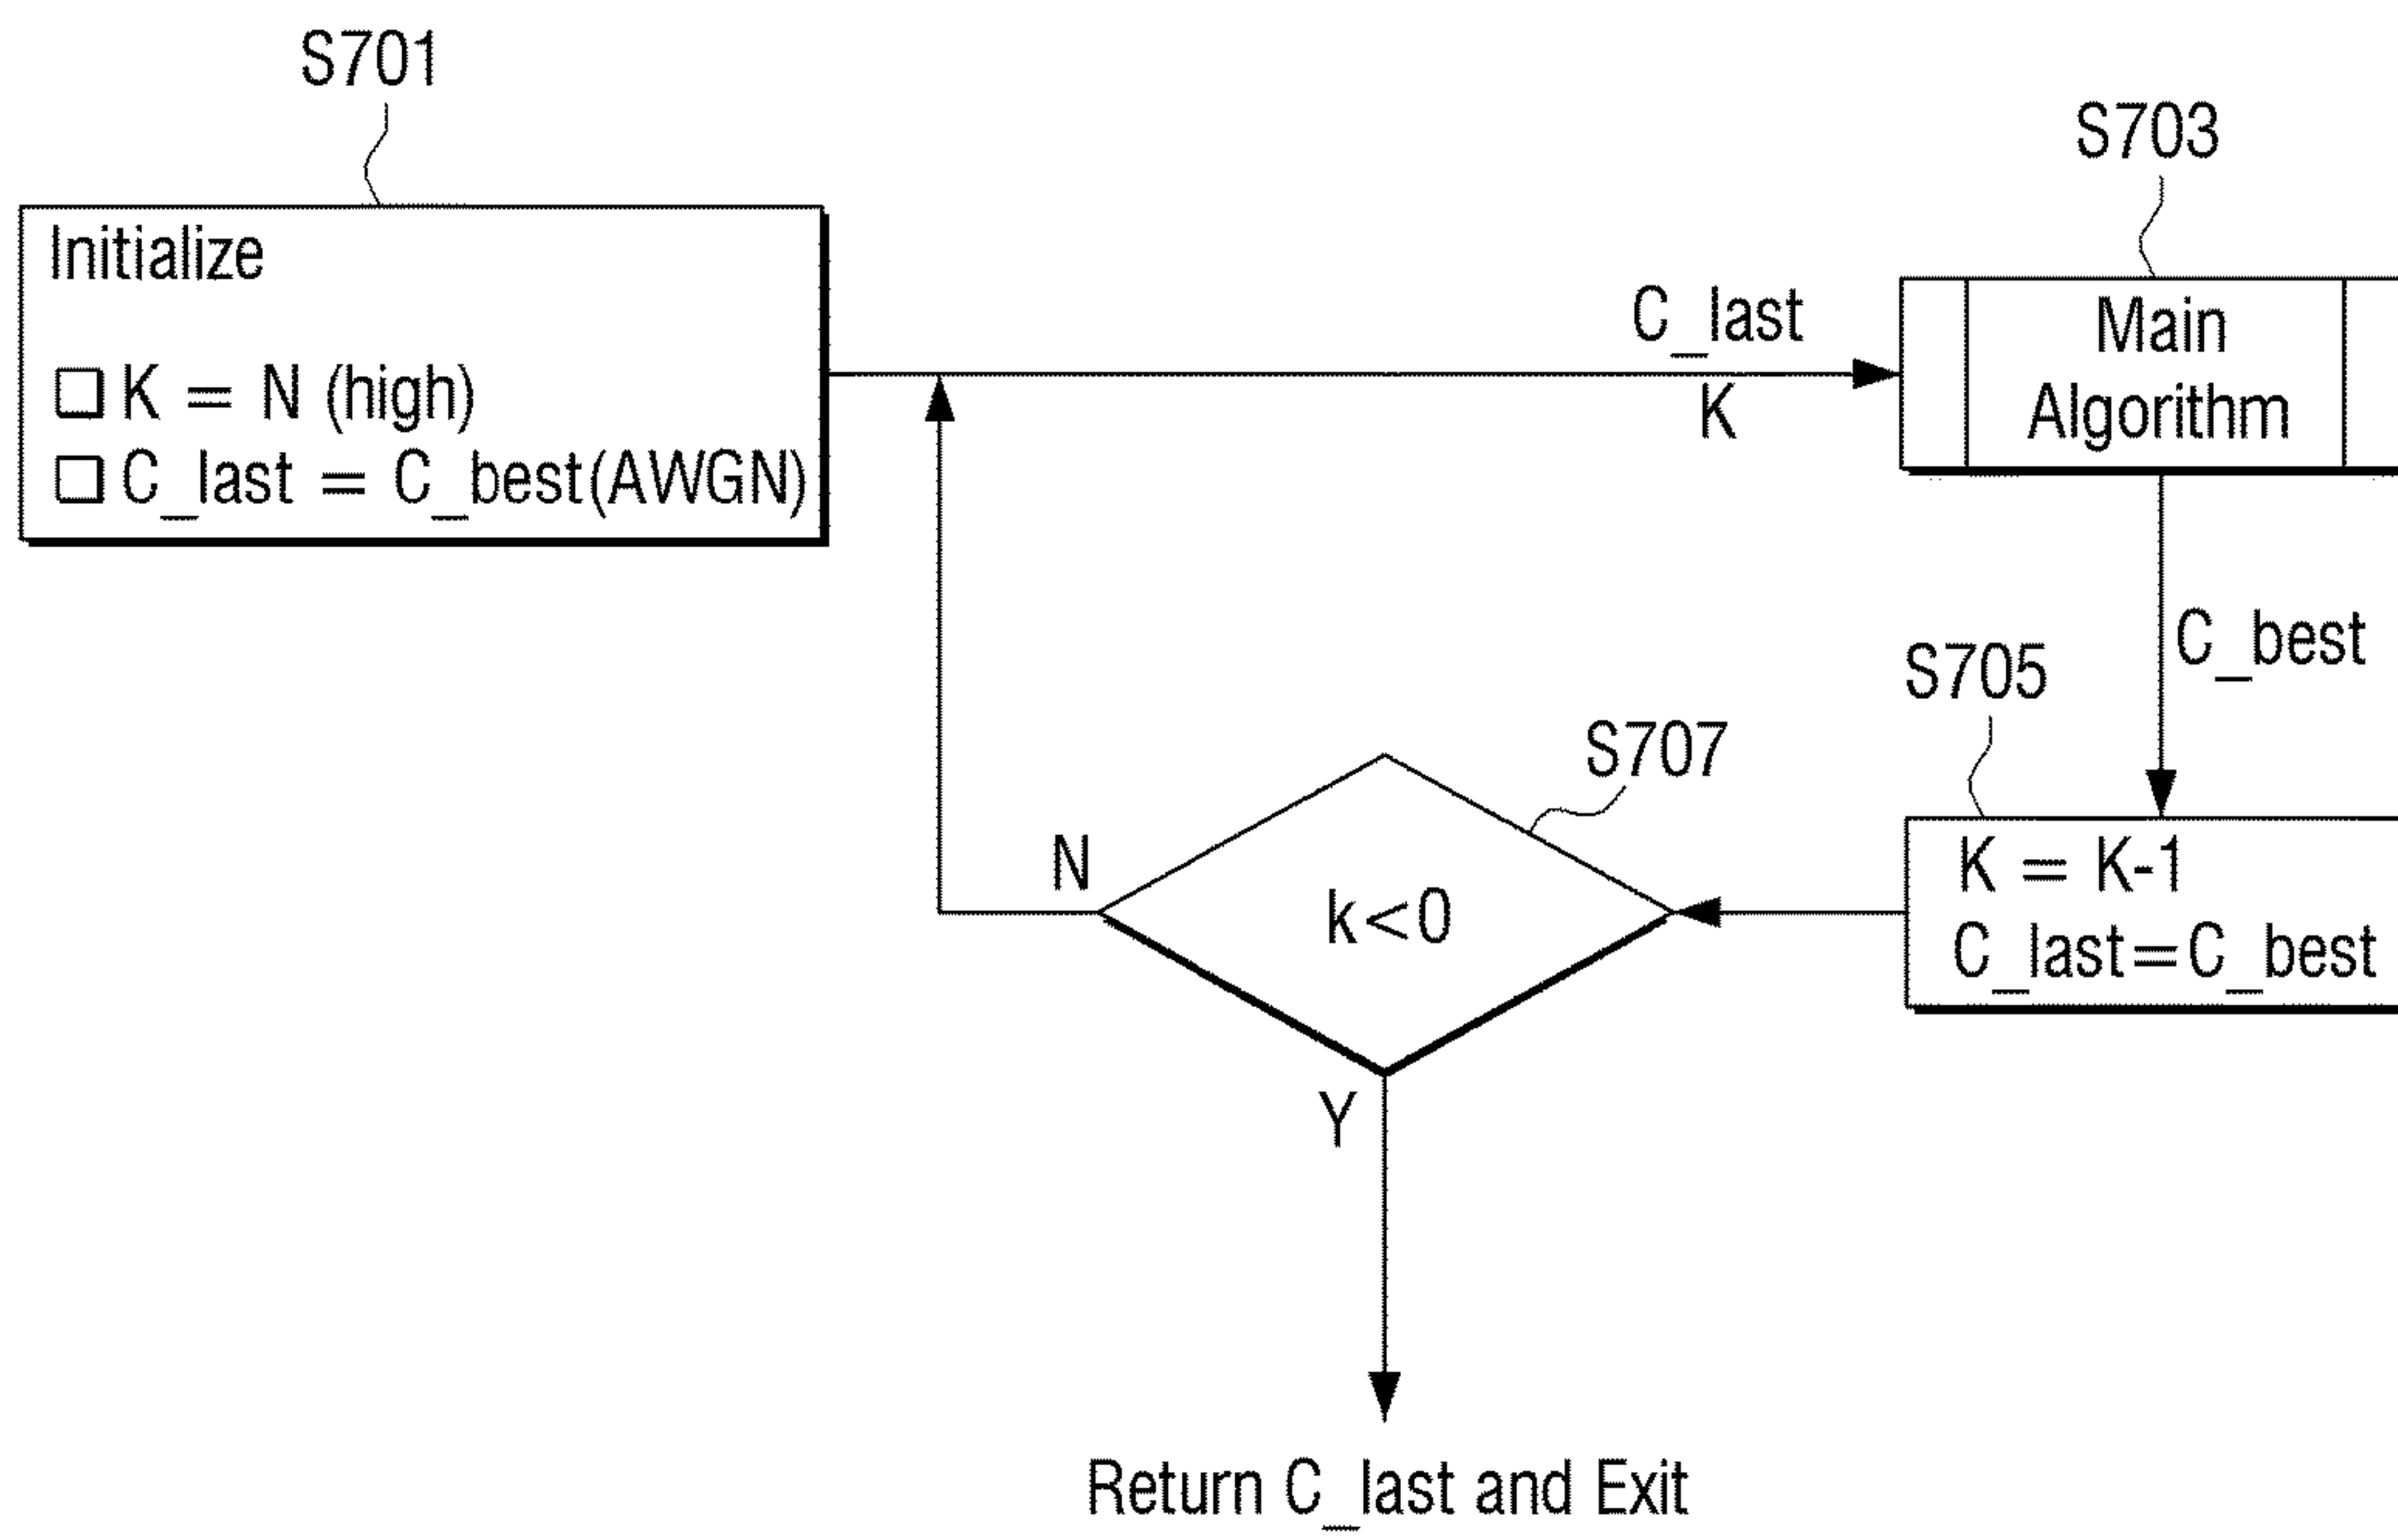 S701
Initialize
□ K = N (high)
□ C_last = C_best(AWGN)
S703
C_last
K
Main
Algorithm
C_best
S705
K = K-1
C_last=C_best
S707
k<0
N
Y
Return C_last and Exit